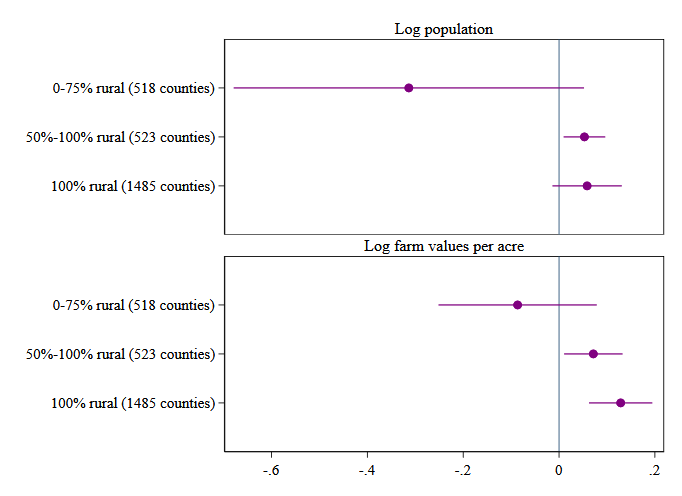 Log population
0-75% rural (518 counties)
50%-100% rural (523 counties)
100% rural (1485 counties)
Log farm values per acre
0-75% rural (518 counties)
50%-100% rural (523 counties)
100% rural (1485 counties)
-.6 -.4 -.2 0 .2